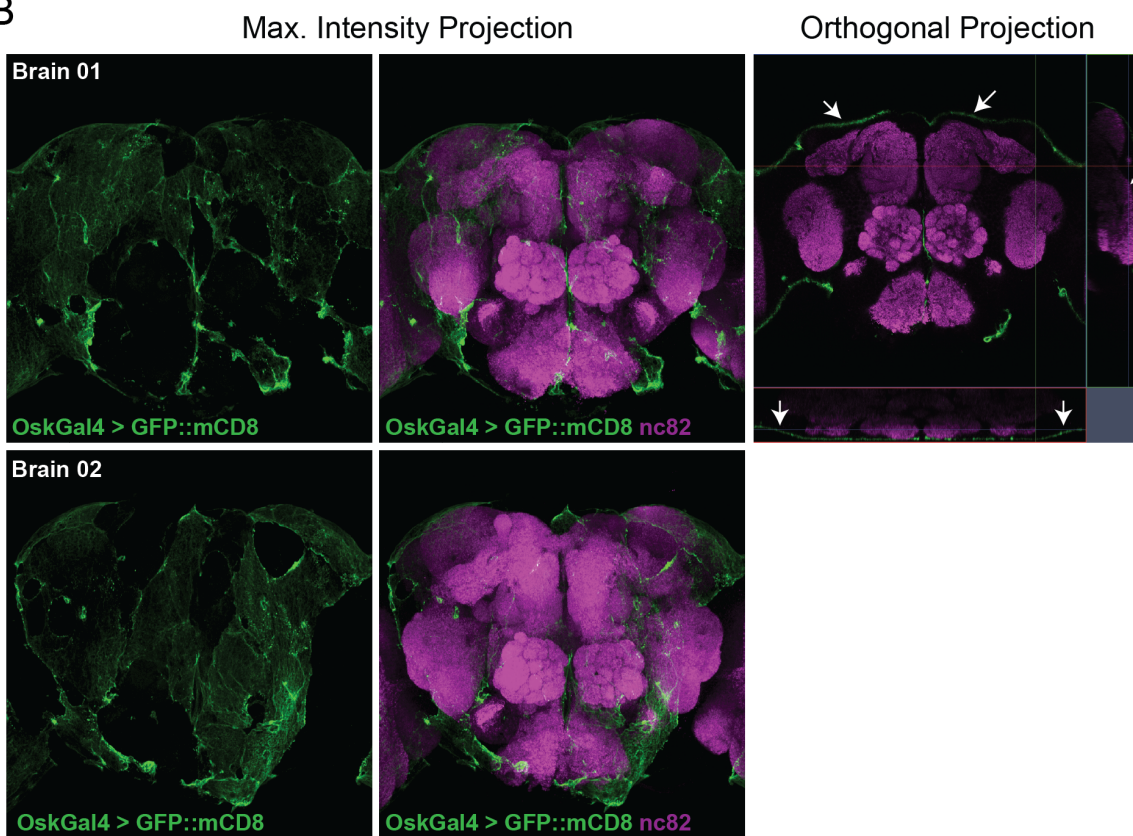 B
Max. Intensity Projection
Orthogonal Projection
Brain 01
OskGal4 > GFP::mCD8
OskGal4 > GFP::mCD8 nc82
Brain 02
OskGal4 > GFP::mCD8
OskGal4 > GFP::mCD8 nc82